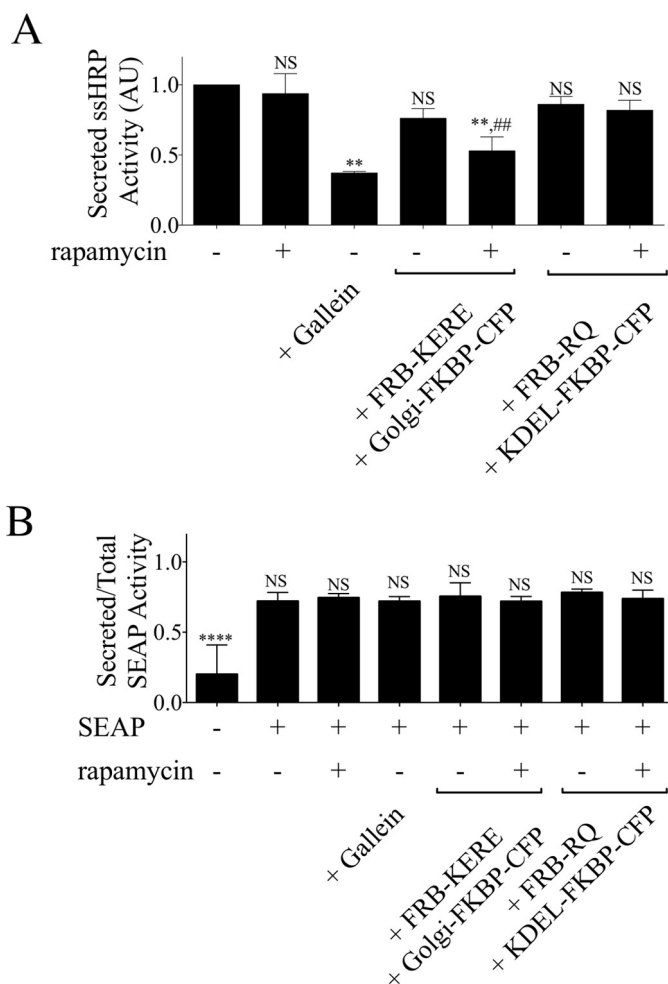 A
Secreted ssHRP
Activity (AU)
1.0
0.5
0.0
NS
**
NS
**,##
NS
NS
rapamycin - + - - + - +
+ Gallein
+ FRB-KERE
+ Golgi-FKBP-CFP
+ FRB-RQ
+ KDEL-FKBP-CFP
B
Secreted/Total
SEAP Activity
1.0
0.5
0.0
****
NS
NS
NS
NS
NS
NS
NS
SEAP - + + + + + + +
rapamycin - - + - - + - +
+ Gallein
+ FRB-KERE
+ Golgi-FKBP-CFP
+ FRB-RQ
+ KDEL-FKBP-CFP